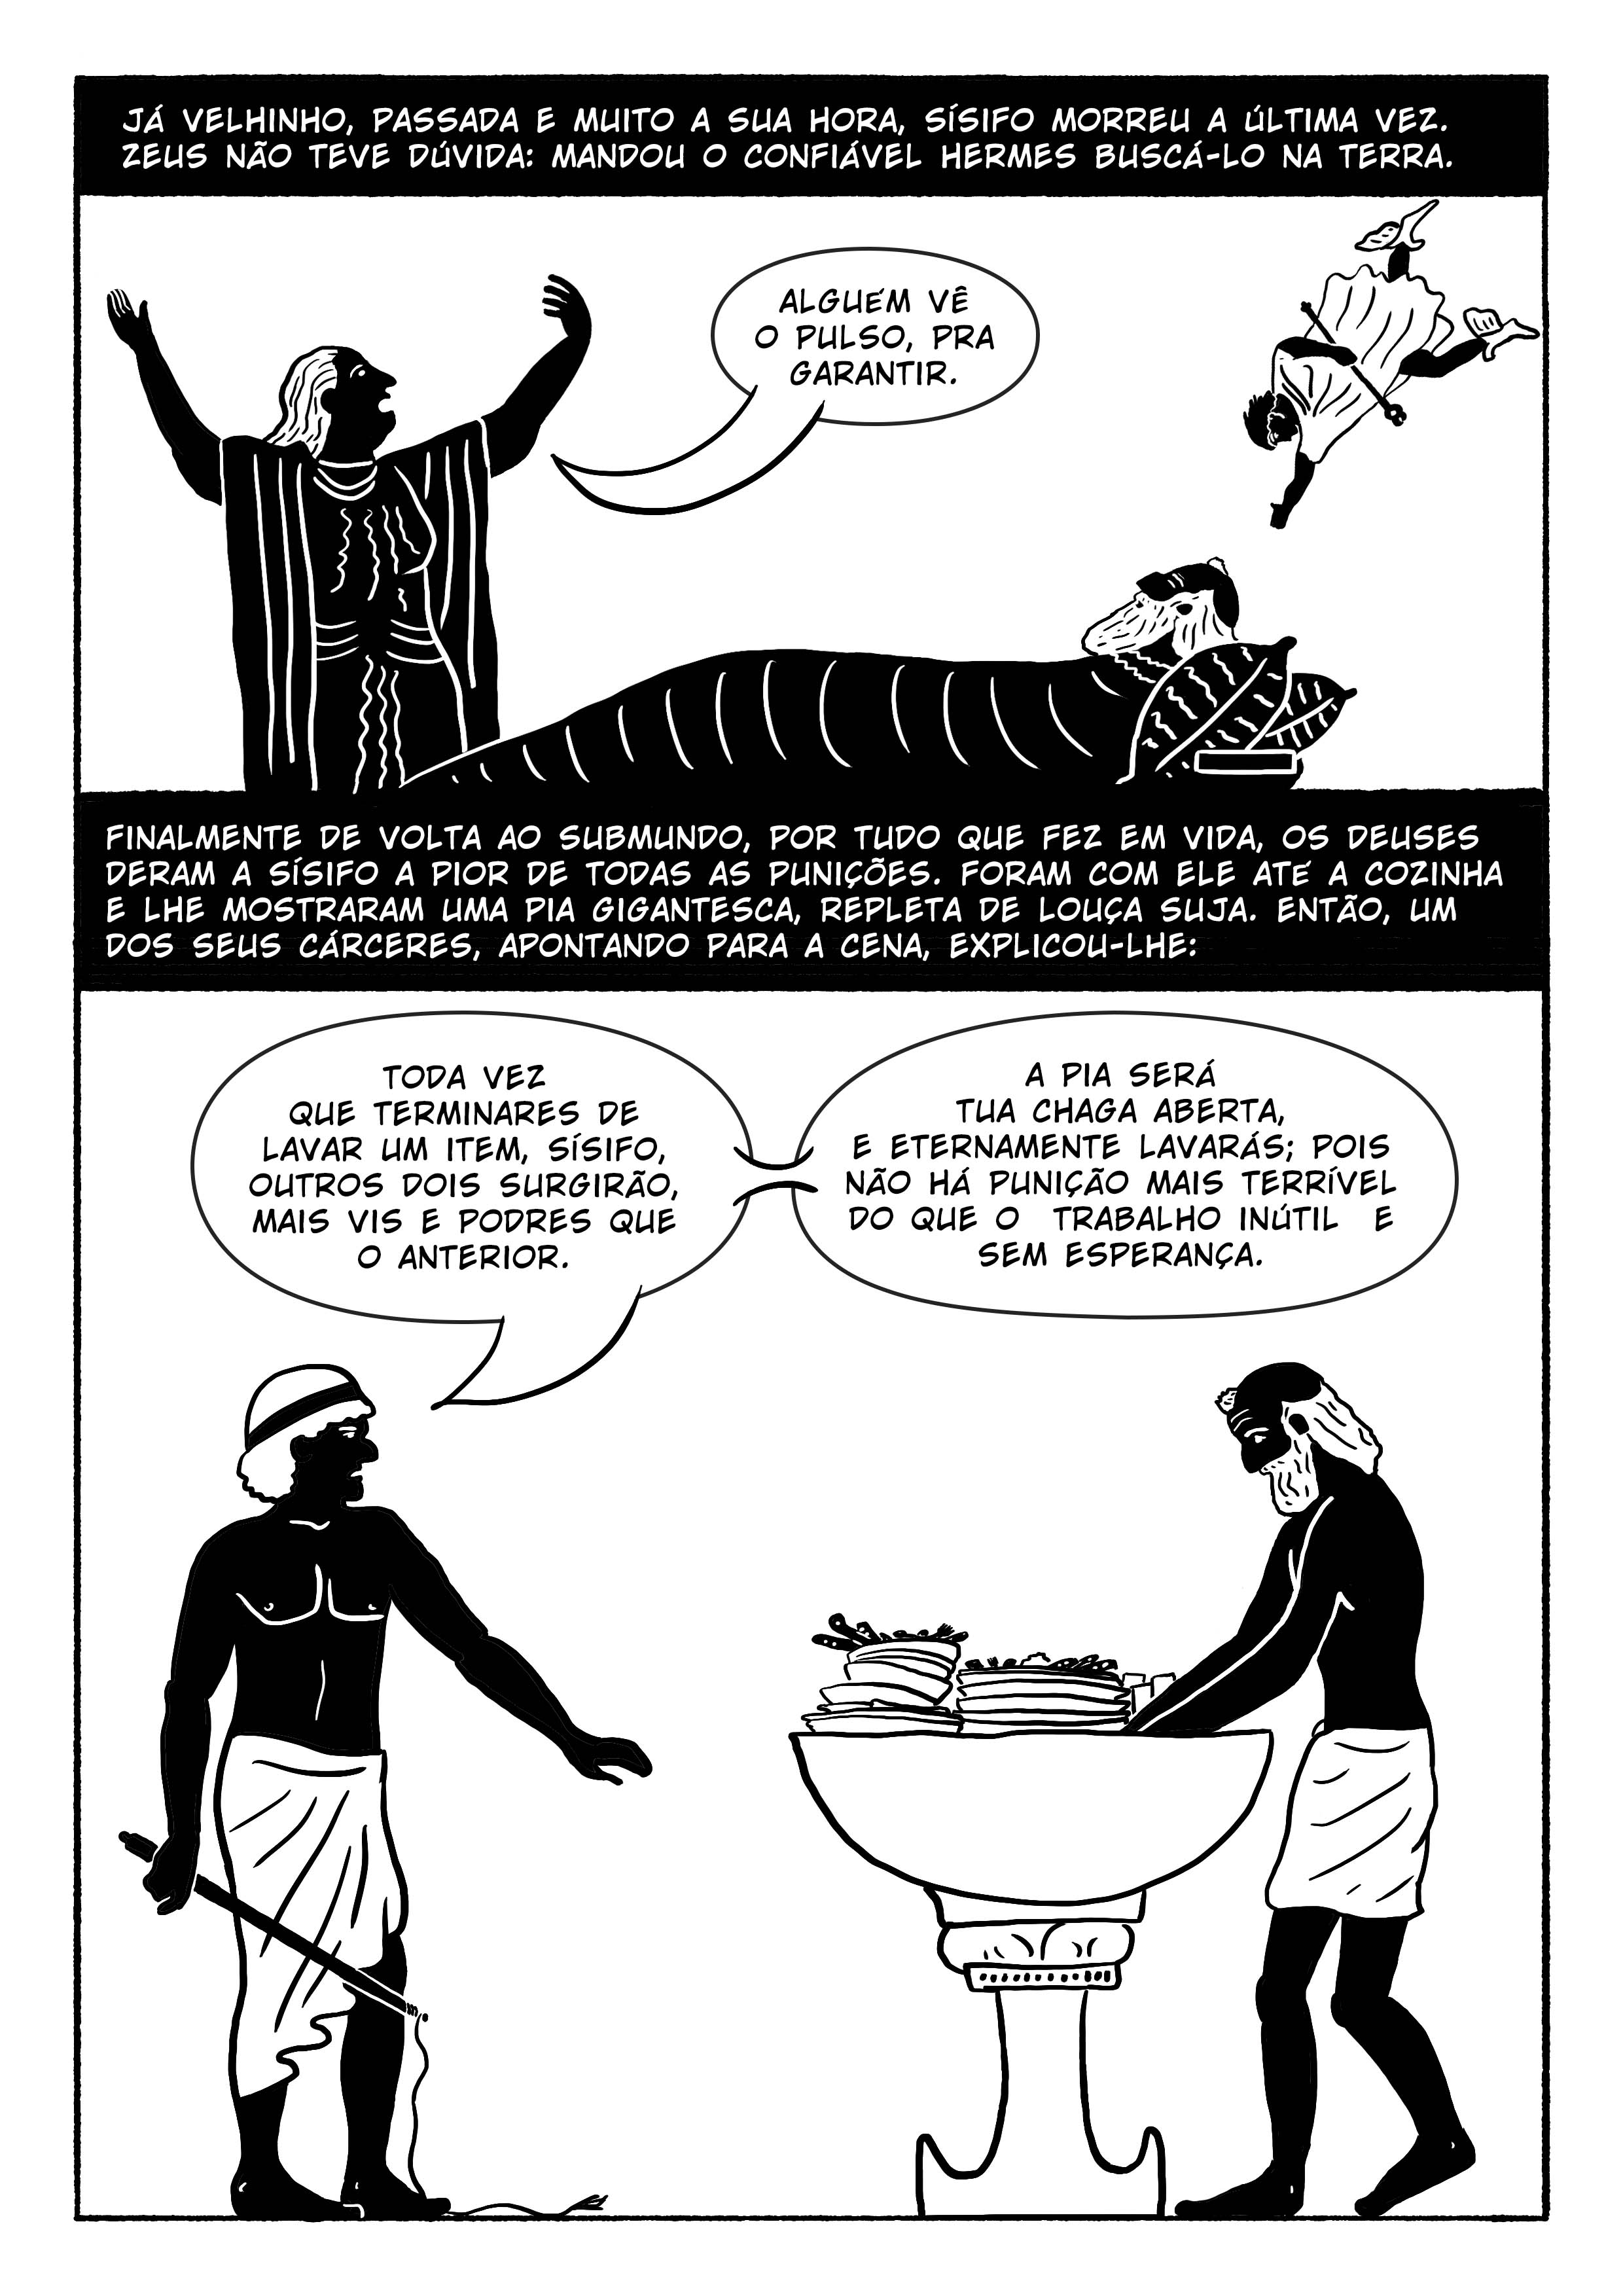 JÁ VELHINHO, PASSADA E MUITO A SUA HORA, SÍSIFO MORREU A ÚLTIMA VEZ.
ZEUS NÃO TEVE DÚVIDA: MANDOU O CONFIÁVEL HERMES BUSCÁ-LO NA TERRA.
ALGUÉM VÊ
O PULSO, PRA
GARANTIR.
FINALMENTE DE VOLTA AO SUBMUNDO, POR TUDO QUE FEZ EM VIDA, OS DEUSES
DERAM A SÍSIFO A PIOR DE TODAS AS PUNIÇÕES. FORAM COM ELE ATÉ A COZINHA
E LHE MOSTRARAM UMA PIA GIGANTESCA, REPLETA DE LOUÇA SUJA. ENTÃO, UM
DOS SEUS CÁRCERES, APONTANDO PARA A CENA, EXPLICOU-LHE:
TODA VEZ
QUE TERMINARES DE
LAVAR UM ITEM, SÍSIFO,
OUTROS DOIS SURGIRÃO,
MAIS VIS E PODRES QUE
O ANTERIOR.
A PIA SERÁ
TUA CHAGA ABERTA,
E ETERNAMENTE LAVARÁS; POIS
NÃO HÁ PUNIÇÃO MAIS TERRÍVEL
DO QUE O TRABALHO INÚTIL E
SEM ESPERANÇA.